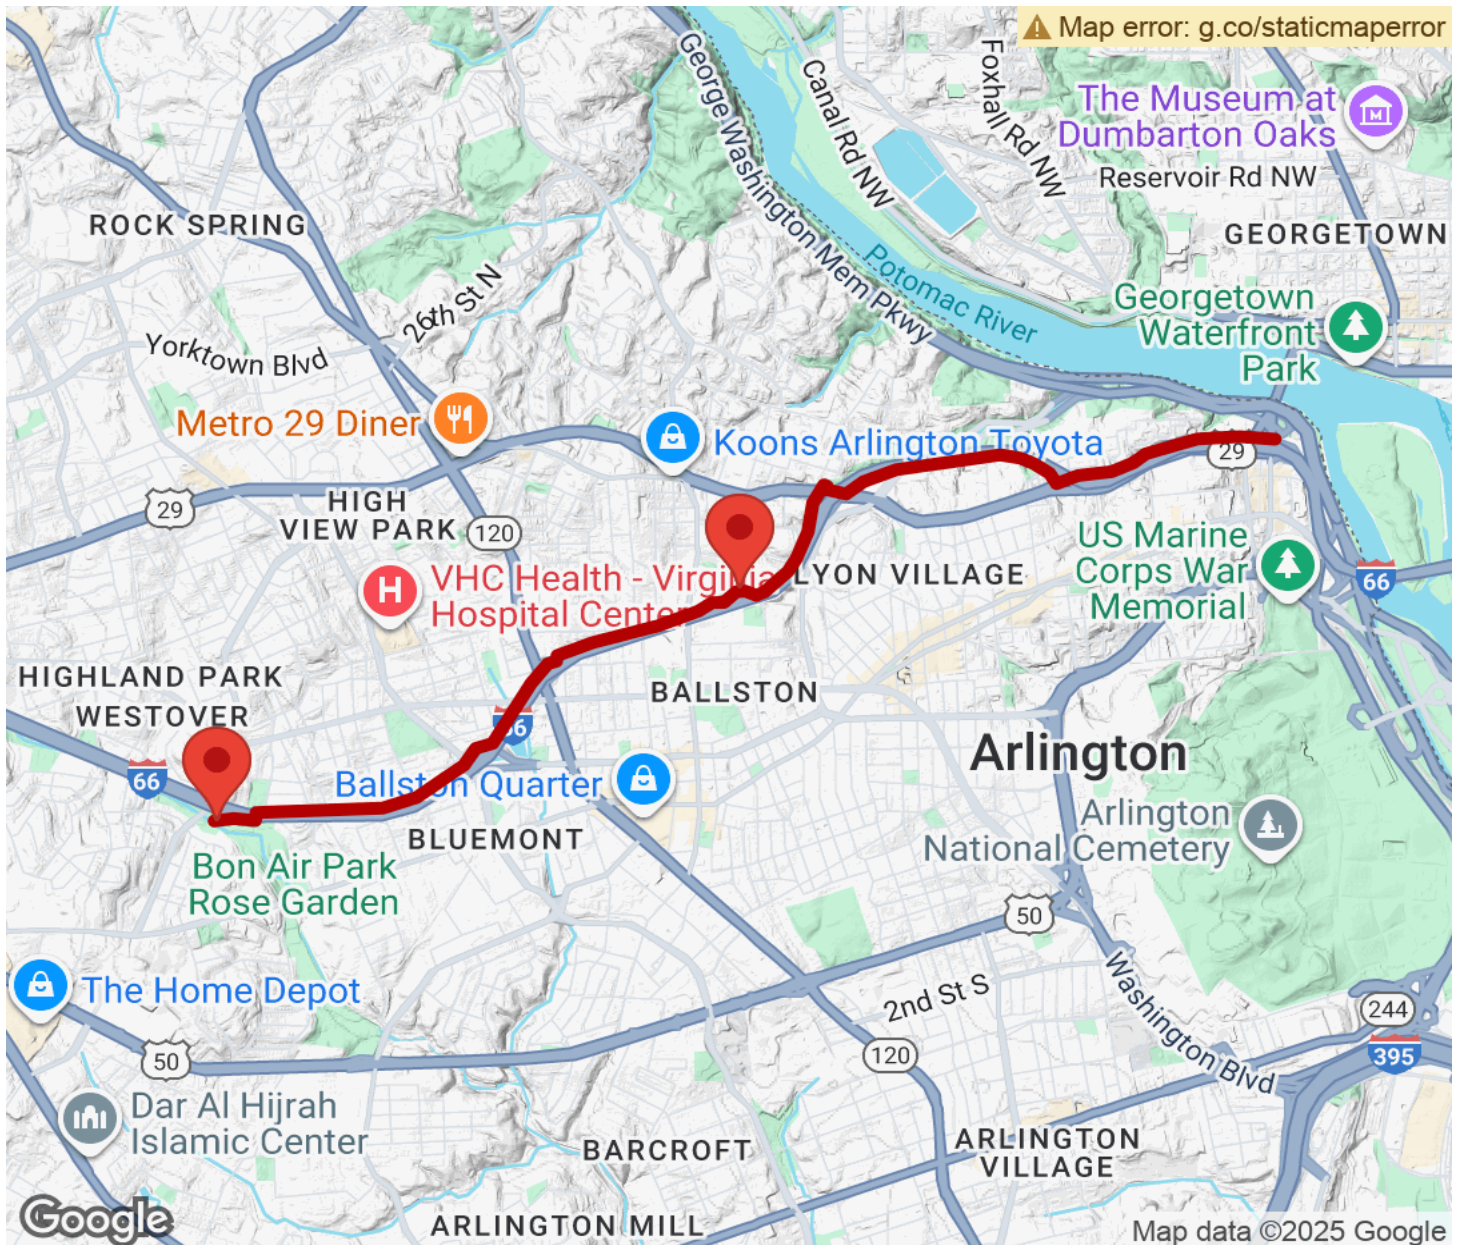 Map error: g.co/staticmaperror
George Washington Mem Pkwy
Canal Rd NW
Foxhall Rd NW
The Museum at
Dumbarton Oaks
Reservoir Rd NW
ROCK SPRING
GEORGETOWN
26th St N
Potomac River
Georgetown
Waterfront
Park
Yorktown Blvd
Metro 29 Diner
Koons Arlington Toyota
29
29
HIGH
VIEW PARK
120
US Marine
Corps War
Memorial
VHC Health - Virginia
Hospital Center
LYON VILLAGE
66
HIGHLAND PARK
WESTOVER
BALLSTON
66
66
Arlington
Ballston Quarter
BLUEMONT
Arlington
National Cemetery
Bon Air Park
Rose Garden
50
The Home Depot
2nd St S
Washington Blvd
244
50
120
395
Dar Al Hijrah
Islamic Center
BARCROFT
ARLINGTON
VILLAGE
Google
ARLINGTON MILL
Map data ©2025 Google